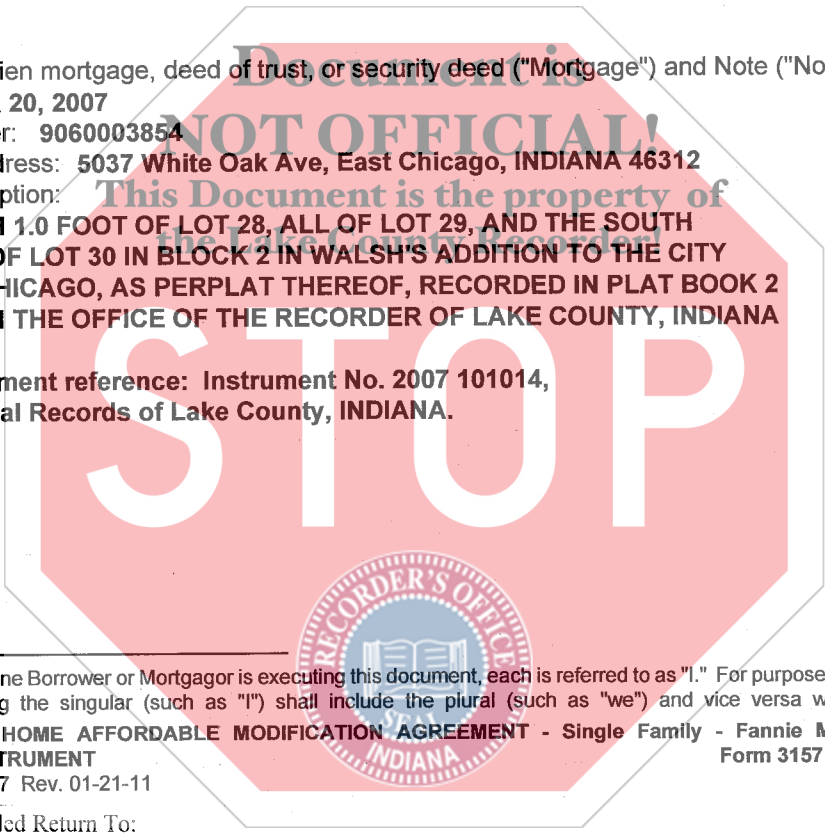 Document is
ien mortgage, deed of trust, or security deed ("Mortgage") and Note ("No
20, 2007
NOT OFFICIAL!
r: 9060003854
dress: 5037 White Oak Ave, East Chicago, INDIANA 46312
This Document is the property of
ption:
1.0 FOOT OF LOT 28, ALL OF LOT 29, AND THE SOUTH
the Lake County Recorder!
OF LOT 30 IN BLOCK 2 IN WALSH'S ADDITION TO THE CITY
HICAGO, AS PERPLAT THEREOF, RECORDED IN PLAT BOOK 2
THE OFFICE OF THE RECORDER OF LAKE COUNTY, INDIANA
STOP
ment reference: Instrument No. 2007 101014,
al Records of Lake County, INDIANA.
RECORDER'S OFFICE
SEAL
INDIANA
ne Borrower or Mortgagor is executing this document, each is referred to as "I." For purpose
g the singular (such as "I") shall include the plural (such as "we") and vice versa w
HOME AFFORDABLE MODIFICATION AGREEMENT - Single Family - Fannie M
TRUMENT Form 3157
7 Rev. 01-21-11
ded Return To: